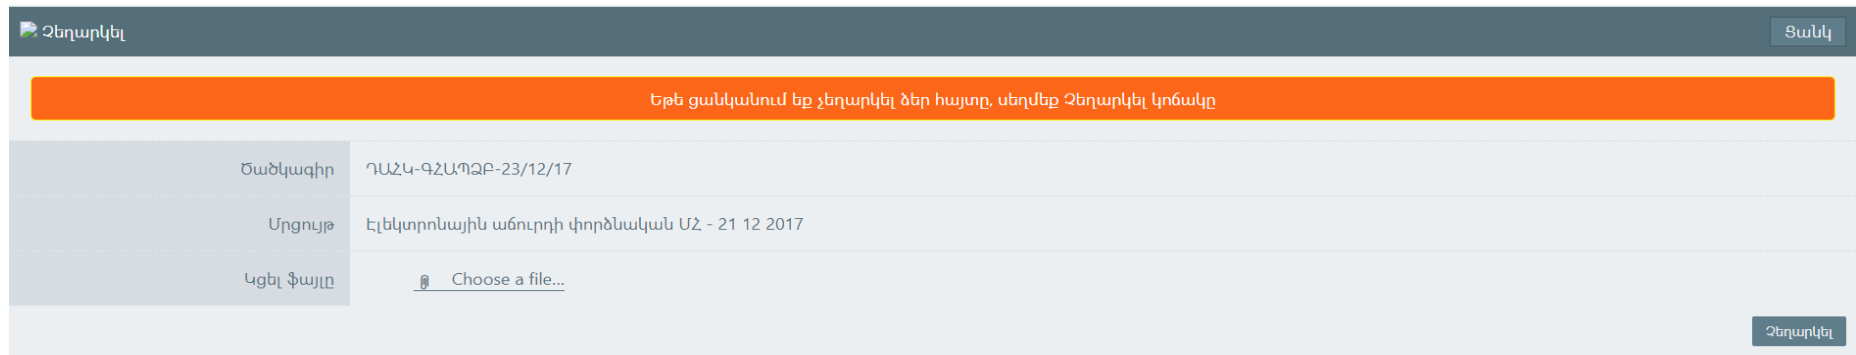 Չեղարկել
Ցանկ
Եթե ցանկանում եք չեղարկել ձեր հայտը, սեղմեք Չեղարկել կոճակը
Ծածկագիր ԴԱՀԿ-ԳՀԱՊՁԲ-23/12/17
Մրցույթ Էլեկտրոնային աճուրդի փորձնական ՄՀ - 21 12 2017
Կցել ֆայլը Choose a file...
Չեղարկել